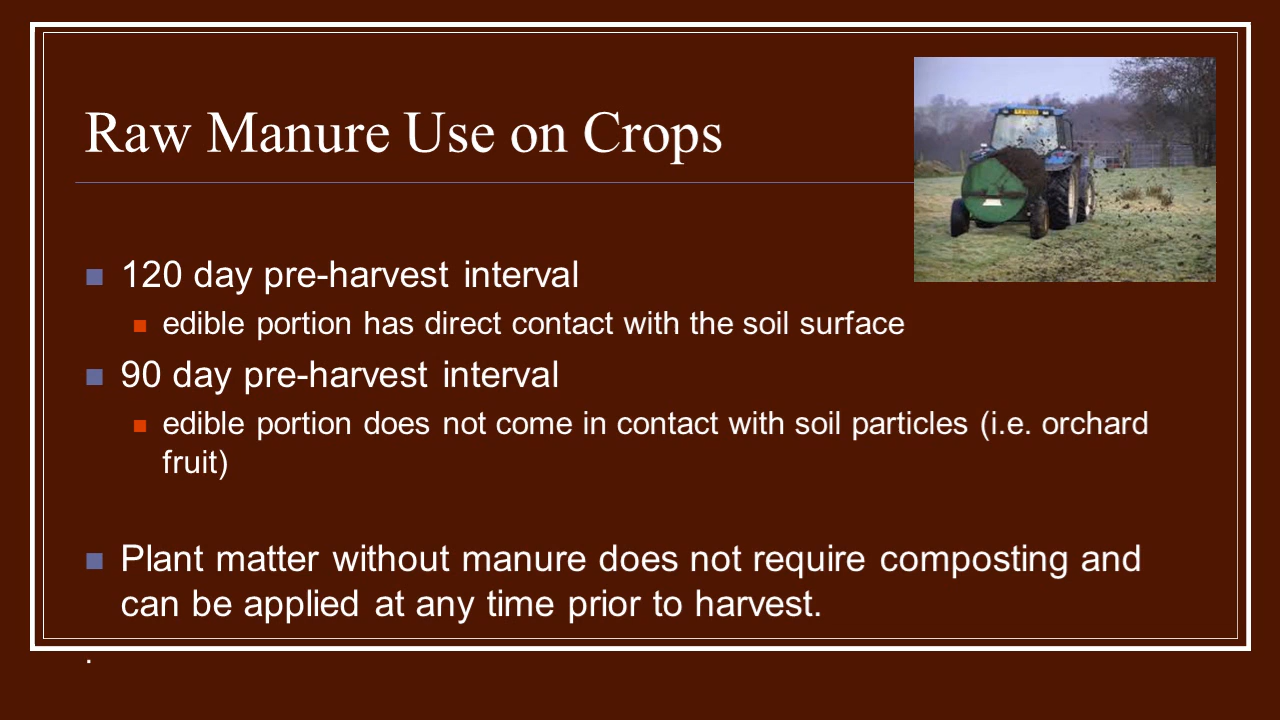 Raw Manure Use on Crops
120 day pre-harvest interval
edible portion has direct contact with the soil surface
90 day pre-harvest interval
edible portion does not come in contact with soil particles (i.e. orchard
fruit)
Plant matter without manure does not require composting and
can be applied at any time prior to harvest.
.